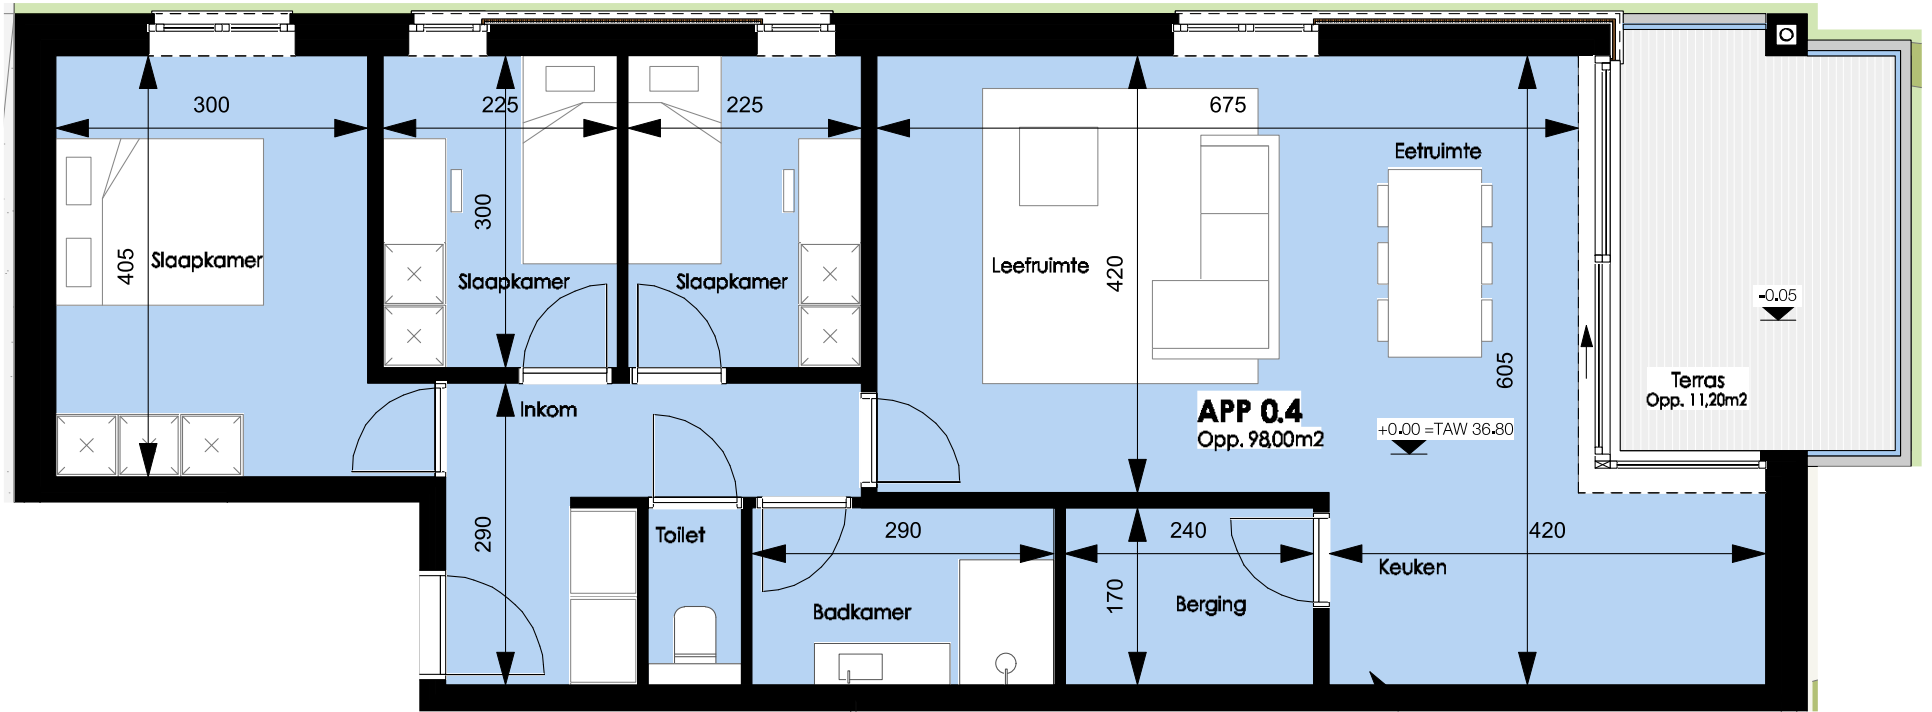 300
225
225
675
Eetruimte
405
Slaapkamer
300
Slaapkamer
Slaapkamer
Leefruimte
420
-0.05
605
Terras
Opp. 11,20m2
Inkom
APP 0.4
Opp. 98,00m2
+0.00 =TAW 36.80
290
Toilet
290
240
420
Keuken
170
Badkamer
Berging